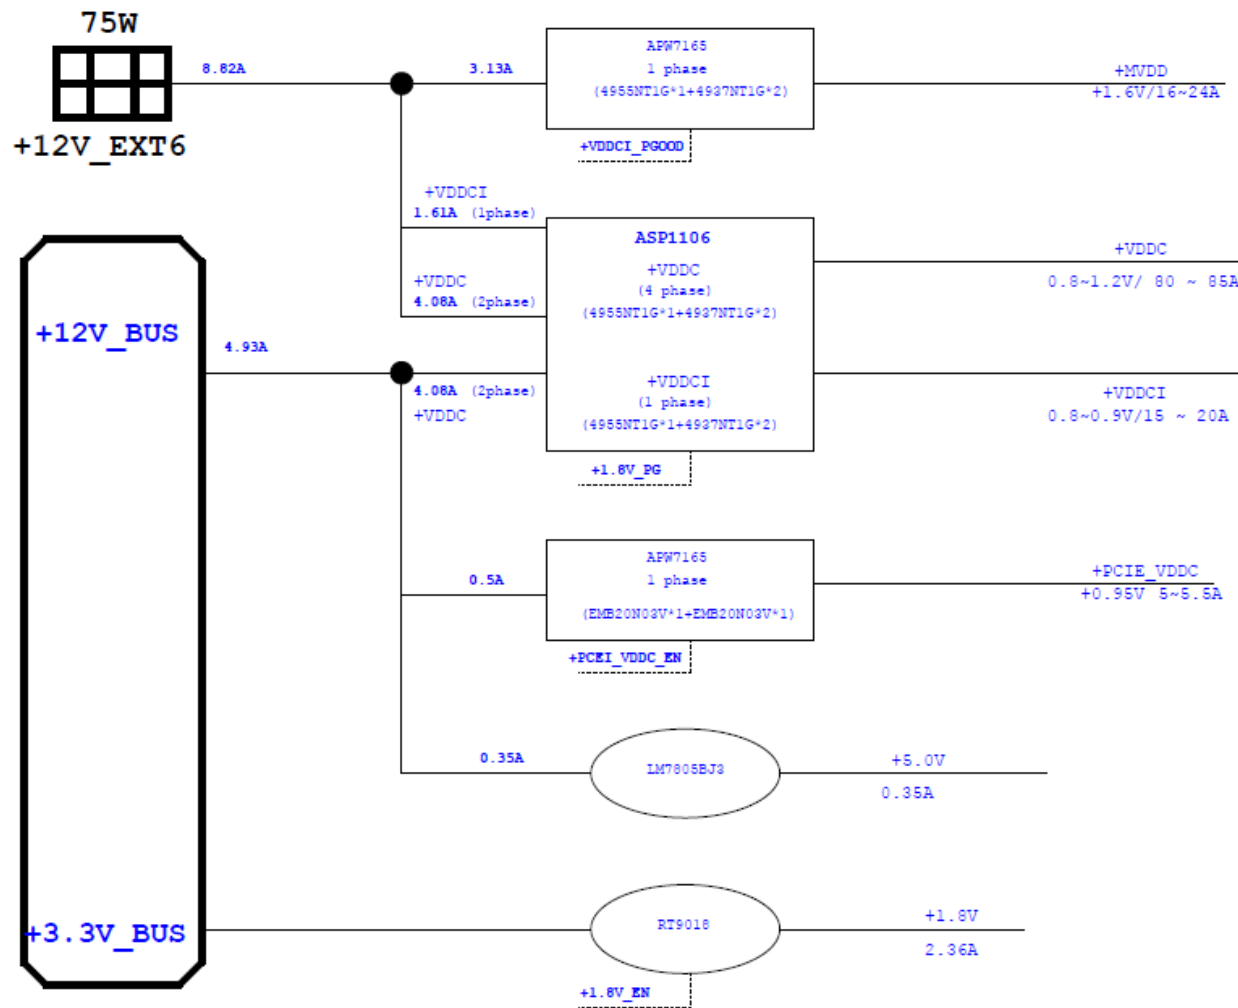 75W
+12V_EXT6
8.82A
3.13A
APW7165
1 phase
(4955NT1G*1+4937NT1G*2)
+VDDCI_PGOOD
+MVDD
+1.6V/16~24A
+VDDCI
1.61A (1phase)
+VDDC
4.08A (2phase)
ASP1106
+VDDC
(4 phase)
(4955NT1G*1+4937NT1G*2)
+VDDCI
(1 phase)
(4955NT1G*1+4937NT1G*2)
+1.8V_PG
+VDDC
0.8~1.2V/ 80 ~ 85A
+VDDCI
0.8~0.9V/15 ~ 20A
+12V_BUS
4.93A
4.08A (2phase)
+VDDC
0.5A
APW7165
1 phase
(EMB20N03V*1+EMB20N03V*1)
+PCEI_VDDC_EN
+PCIE_VDDC
+0.95V 5~5.5A
0.35A
LM7805BJ3
+5.0V
0.35A
+3.3V_BUS
RT9018
+1.8V
2.36A
+1.8V_EN